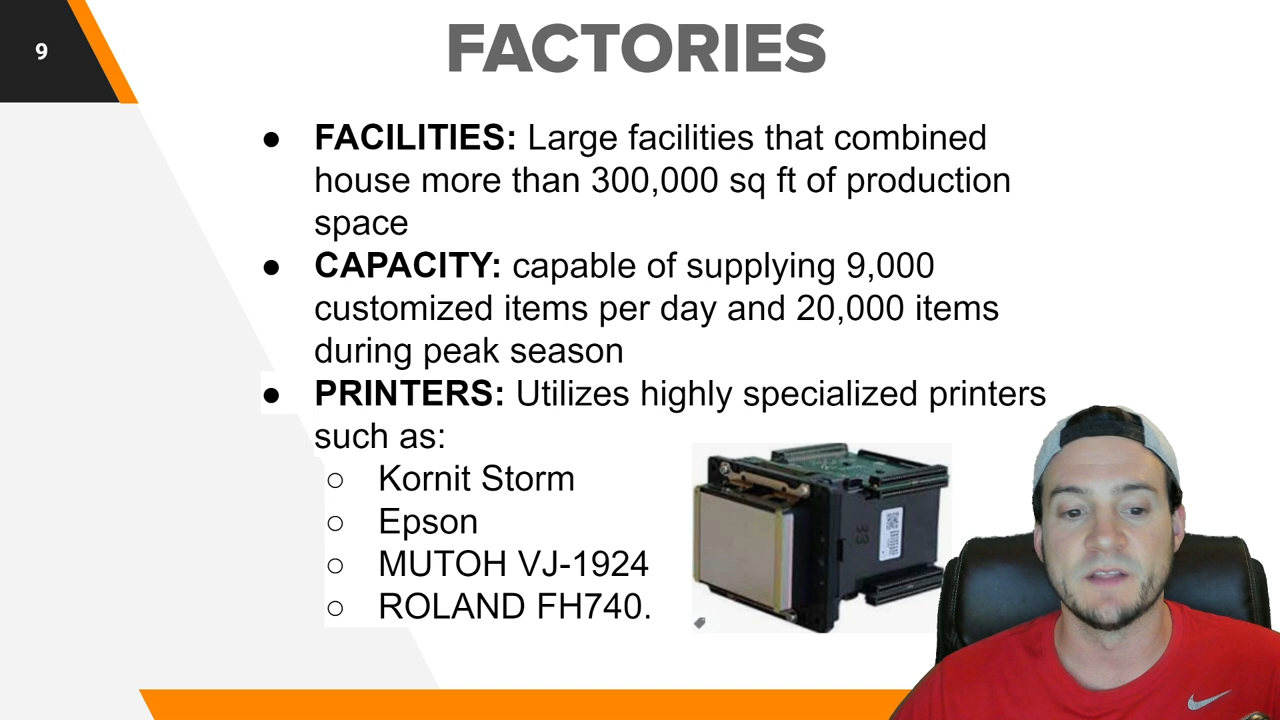 9
FACTORIES
● FACILITIES: Large facilities that combined
house more than 300,000 sq ft of production
space
● CAPACITY: capable of supplying 9,000
customized items per day and 20,000 items
during peak season
● PRINTERS: Utilizes highly specialized printers
such as:
○ Kornit Storm
○ Epson
○ MUTOH VJ-1924
○ ROLAND FH740.
33